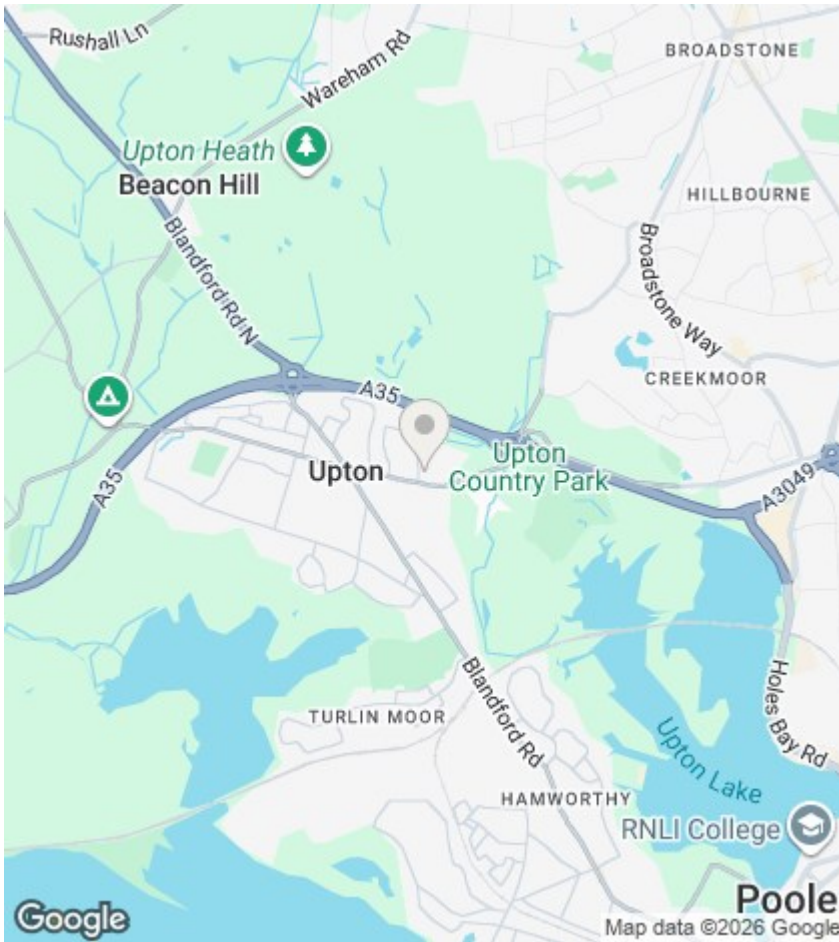 Rushall Ln
Wareham Rd
BROADSTONE
Upton Heath
Beacon Hill
HILLBOURNE
Blandford Rd N
Broadstone Way
CREEKMOOR
A35
Upton
Upton
Country Park
A35
A3049
TURLIN MOOR
Blandford Rd
Holes Bay Rd
Upton Lake
HAMWORTHY
RNLI College
Poole
Google
Map data ©2026 Google